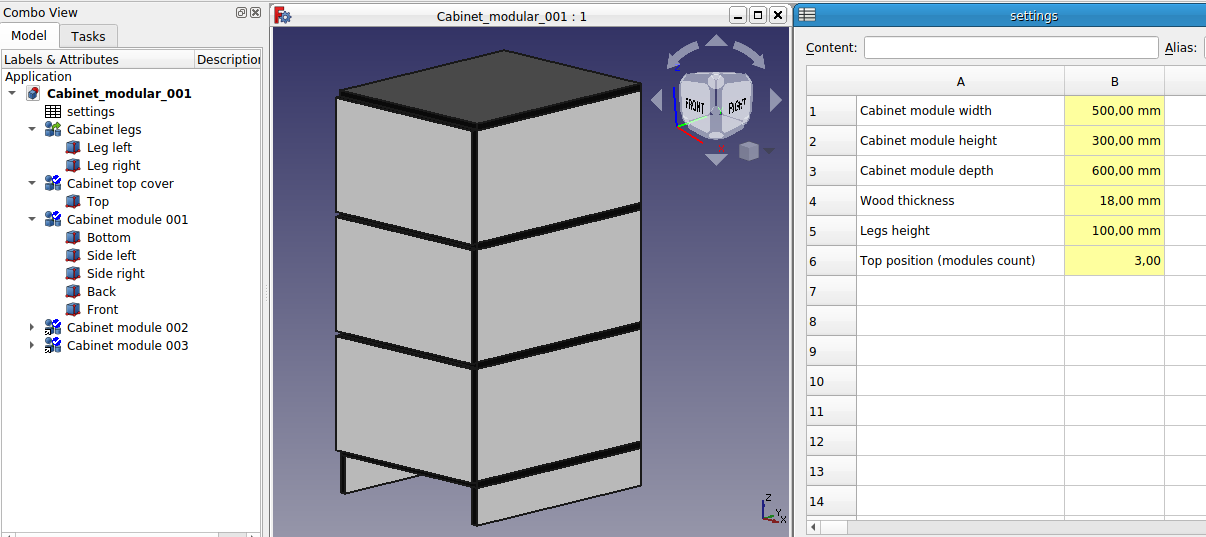 Combo View
Model
Tasks
Labels & Attributes
Description
Application
Cabinet_modular_001
settings
Cabinet legs
Leg left
Leg right
Cabinet top cover
Top
Cabinet module 001
Bottom
Side left
Side right
Back
Front
Cabinet module 002
Cabinet module 003
Cabinet_modular_001 : 1
Z
FRONT
RIGHT
Z
Y
X
settings
Content:
Alias:
A B
1 Cabinet module width 500,00 mm
2 Cabinet module height 300,00 mm
3 Cabinet module depth 600,00 mm
4 Wood thickness 18,00 mm
5 Legs height 100,00 mm
6 Top position (modules count) 3,00
7
8
9
10
11
12
13
14